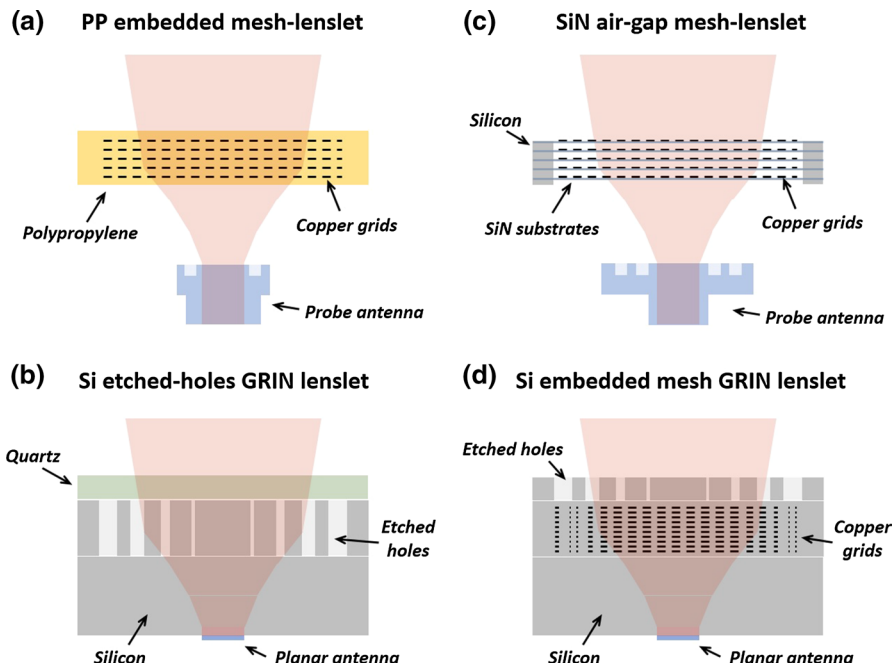 (a) PP embedded mesh-lenslet
Polypropylene
Copper grids
Probe antenna
(c) SiN air-gap mesh-lenslet
Silicon
SiN substrates
Copper grids
Probe antenna
(b) Si etched-holes GRIN lenslet
Quartz
Etched
holes
Silicon
Planar antenna
(d) Si embedded mesh GRIN lenslet
Etched holes
Copper
grids
Silicon
Planar antenna